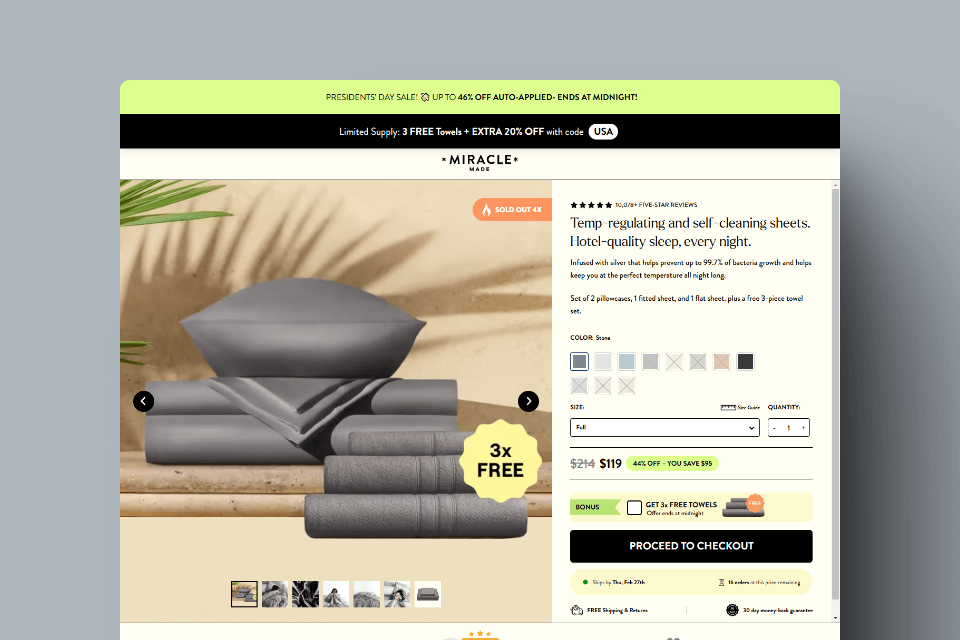 PRESIDENTS' DAY SALE! UP TO 46% OFF AUTO-APPLIED- ENDS AT MIDNIGHT!
Limited Supply: 3 FREE Towels + EXTRA 20% OFF with code USA
*MIRACLE*
MADE
SOLD OUT 4X
3x
FREE
★★★★★ 10,078+ FIVE-STAR REVIEWS
Temp-regulating and self-cleaning sheets.
Hotel-quality sleep, every night.
Infused with silver that helps prevent up to 99.7% of bacteria growth and helps
keep you at the perfect temperature all night long.
Set of 2 pillowcases, 1 fitted sheet, and 1 flat sheet, plus a free 3-piece towel
set.
COLOR: Stone
SIZE: Size Guide QUANTITY:
Full - 1 +
$214 $119 44% OFF – YOU SAVE $95
BONUS GET 3x FREE TOWELS FREE
Offer ends at midnight
PROCEED TO CHECKOUT
Ships by Thu, Feb 27th 16 orders at this price remaining
FREE Shipping & Returns 30 day money-back guarantee